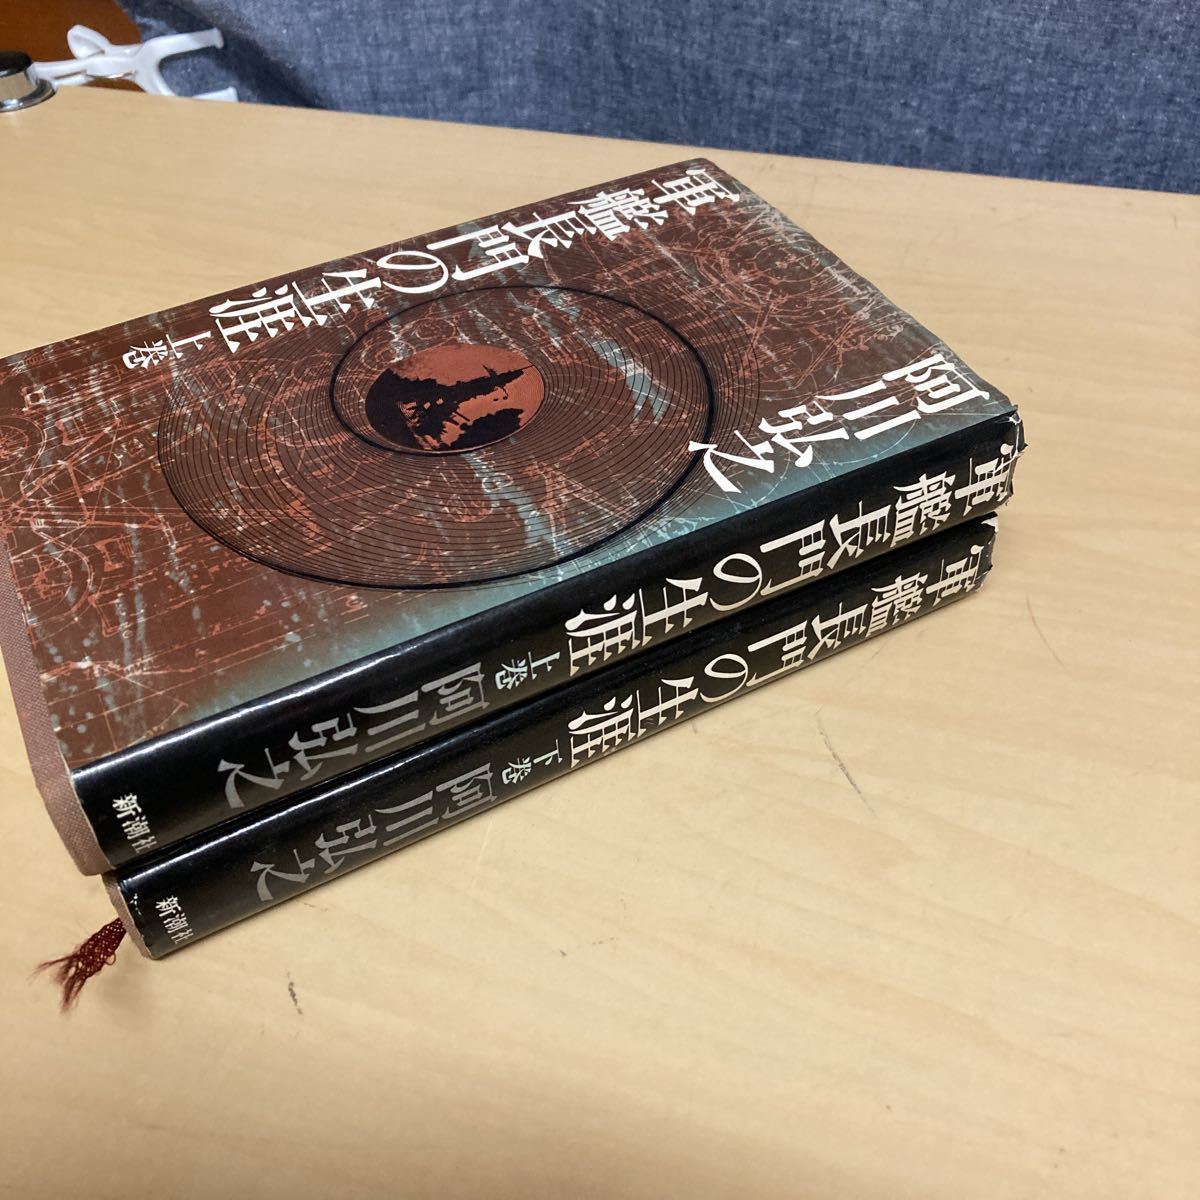 軍艦長門の生涯 上巻
阿川弘之
軍艦長門の生涯 上巻 阿川弘之 新潮社
軍艦長門の生涯 下巻 阿川弘之 新潮社